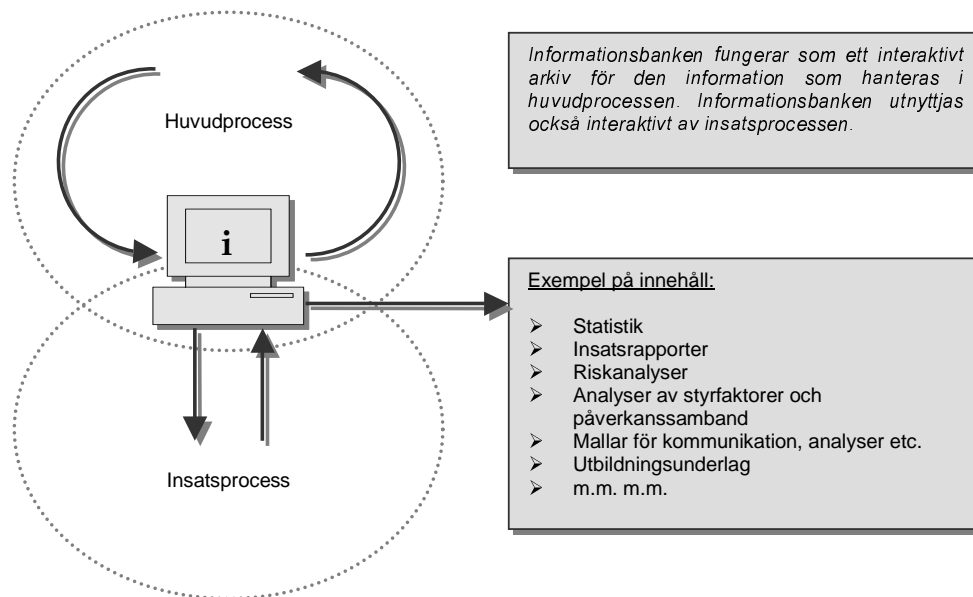 Huvudprocess
i
Insatsprocess
Informationsbanken fungerar som ett interaktivt
arkiv för den information som hanteras i
huvudprocessen. Informationsbanken utnyttjas
också interaktivt av insatsprocessen.
Exempel på innehåll:
➢ Statistik
➢ Insatsrapporter
➢ Riskanalyser
➢ Analyser av styrfaktorer och
påverkanssamband
➢ Mallar för kommunikation, analyser etc.
➢ Utbildningsunderlag
➢ m.m. m.m.